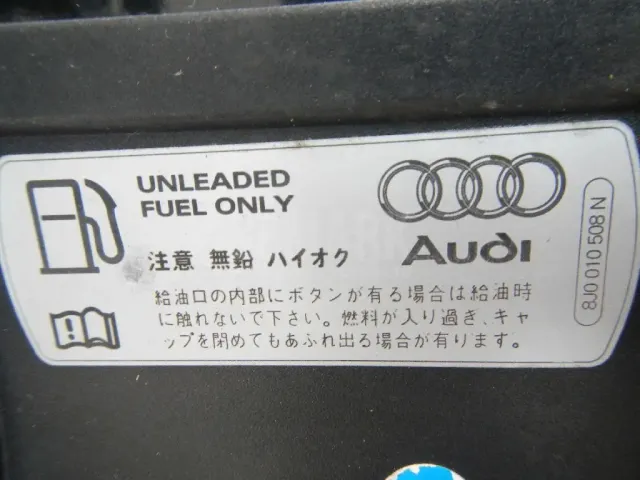 UNLEADED
FUEL ONLY
注意 無鉛 ハイオク
Audi
給油口の内部にボタンが有る場合は給油時
に触れないで下さい。燃料が入り過ぎ、キャ
ップを閉めてもあふれ出る場合が有ります。
8J0 010 508 N